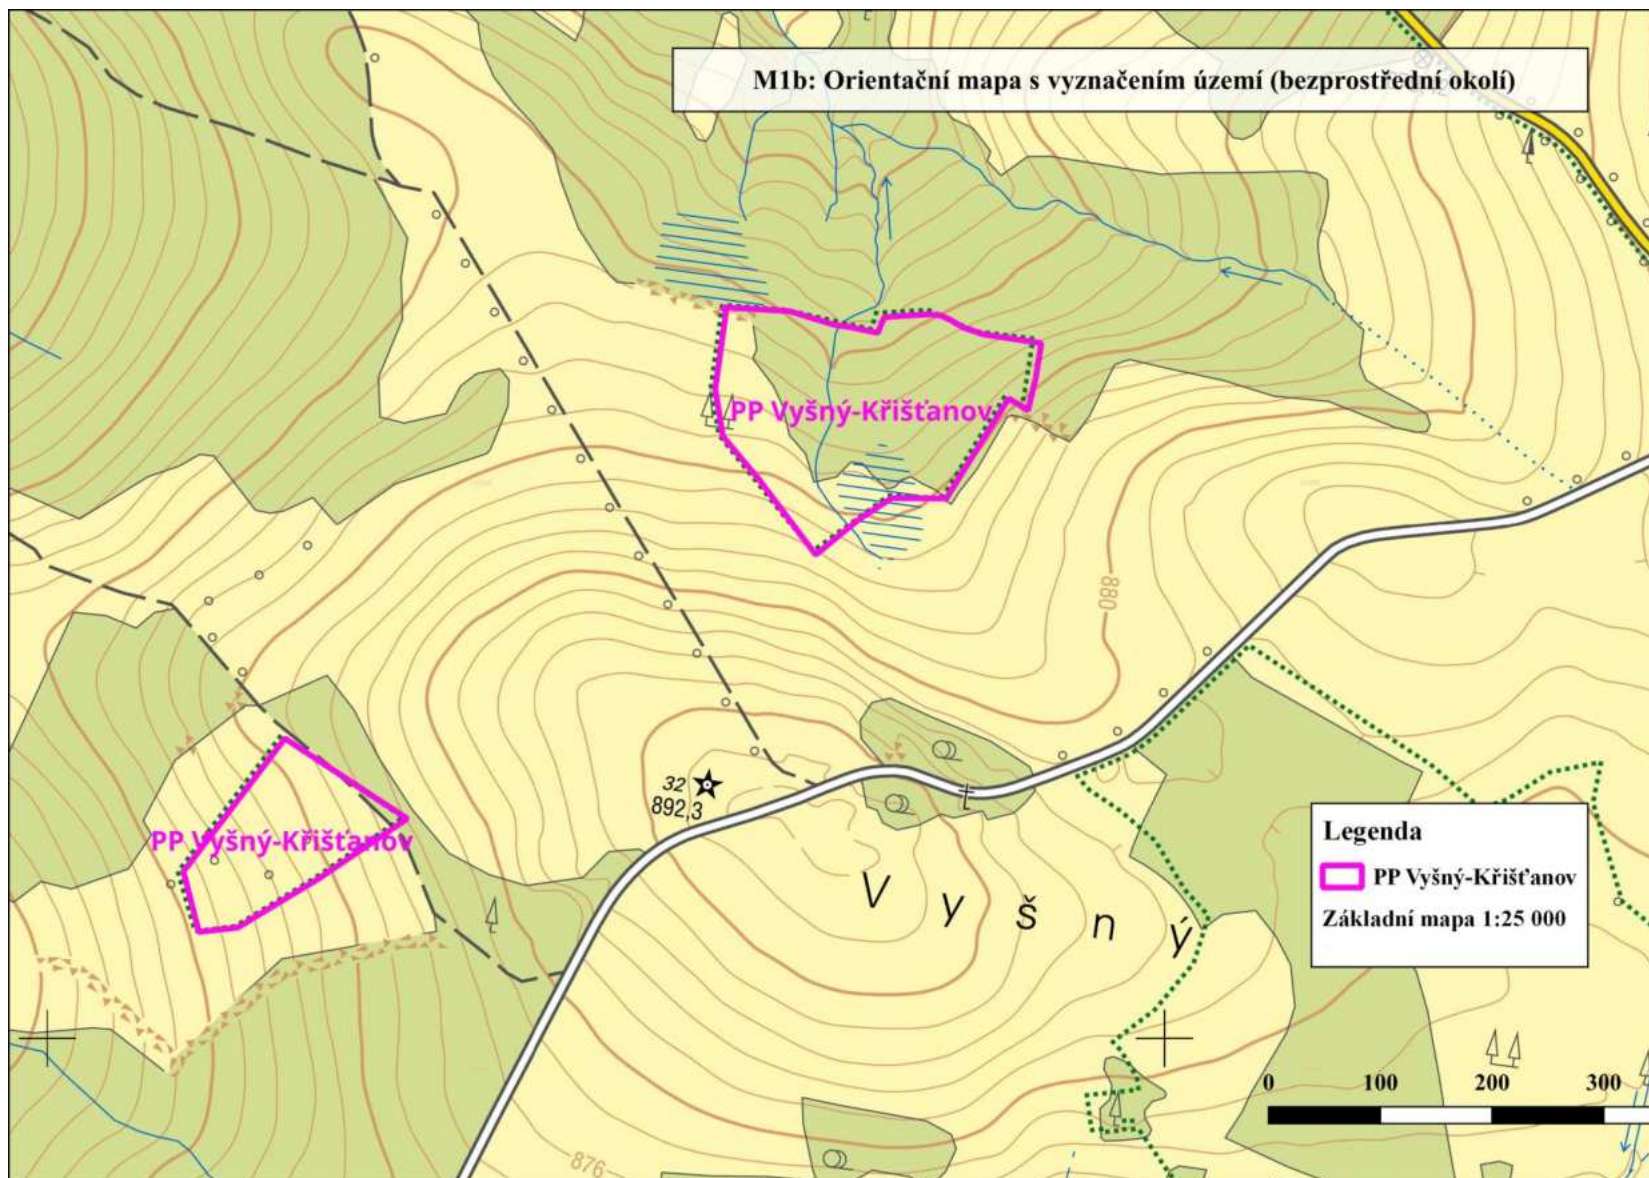 M1b: Orientační mapa s vyznačením území (bezprostřední okolí)
PP Vyšný-Křišťanov
880
32
892,3
PP Vyšný-Křišťanov
V y š n ý
Legenda
PP Vyšný-Křišťanov
Základní mapa 1:25 000
0 100 200 300
876